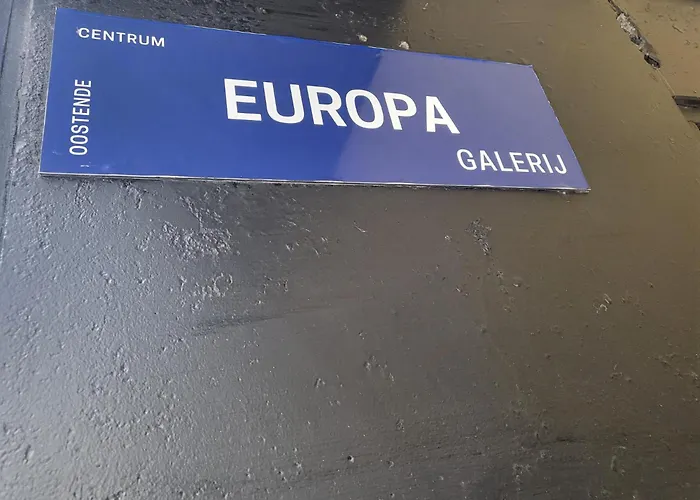 CENTRUM
OOSTENDE
EUROPA
GALERIJ